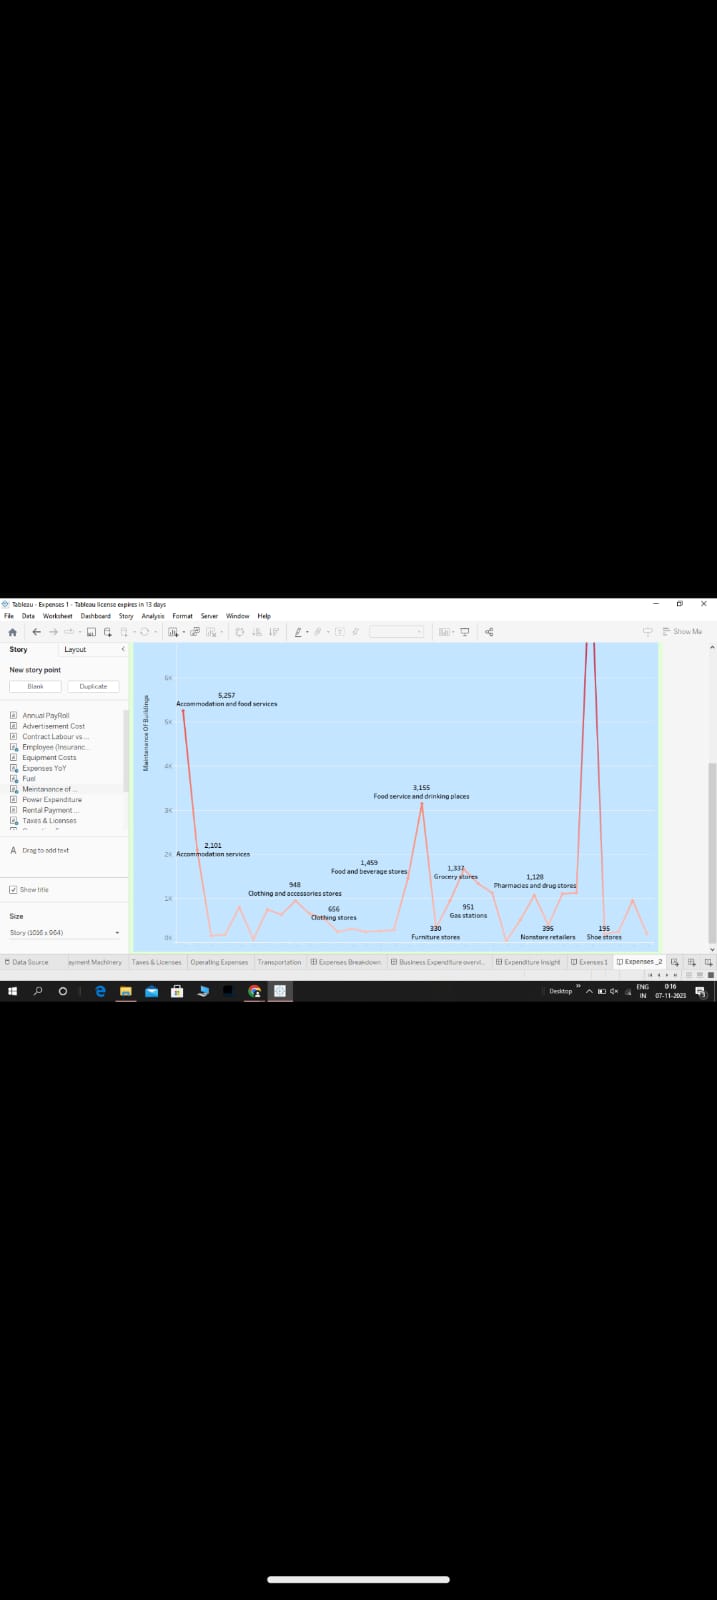 Tableau - Expenses 1 - Tableau license expires in 13 days
File Data Worksheet Dashboard Story Analysis Format Server Window Help
Show Me
Story Layout
New story point
Blank Duplicate
Annual PayRoll
Advertisement Cost
Contract Labour vs ...
Employee (Insuranc...
Equipment Costs
Expenses YoY
Fuel
Meintanance of ...
Power Expenditure
Rental Payment ...
Taxes & Licenses
A Drag to add text
Show title
Size
Story (1016 x 964)
Maintanance Of Buildings
6K
5K
4K
3K
2K
1K
0K
5,257
Accommodation and food services
2,101
Accommodation services
948
Clothing and accessories stores
656
Clothing stores
1,459
Food and beverage stores
3,155
Food service and drinking places
330
Furniture stores
1,337
Grocery stores
951
Gas stations
1,128
Pharmacies and drug stores
395
Nonstore retailers
195
Shoe stores
Data Source ayment Machinery Taxes & Licenses Operating Expenses Transportation Expenses Breakdown Business Expenditure overvi... Expenditure Insight Exenses 1 Expenses _2
Desktop
ENG
IN
0:16
07-11-2023